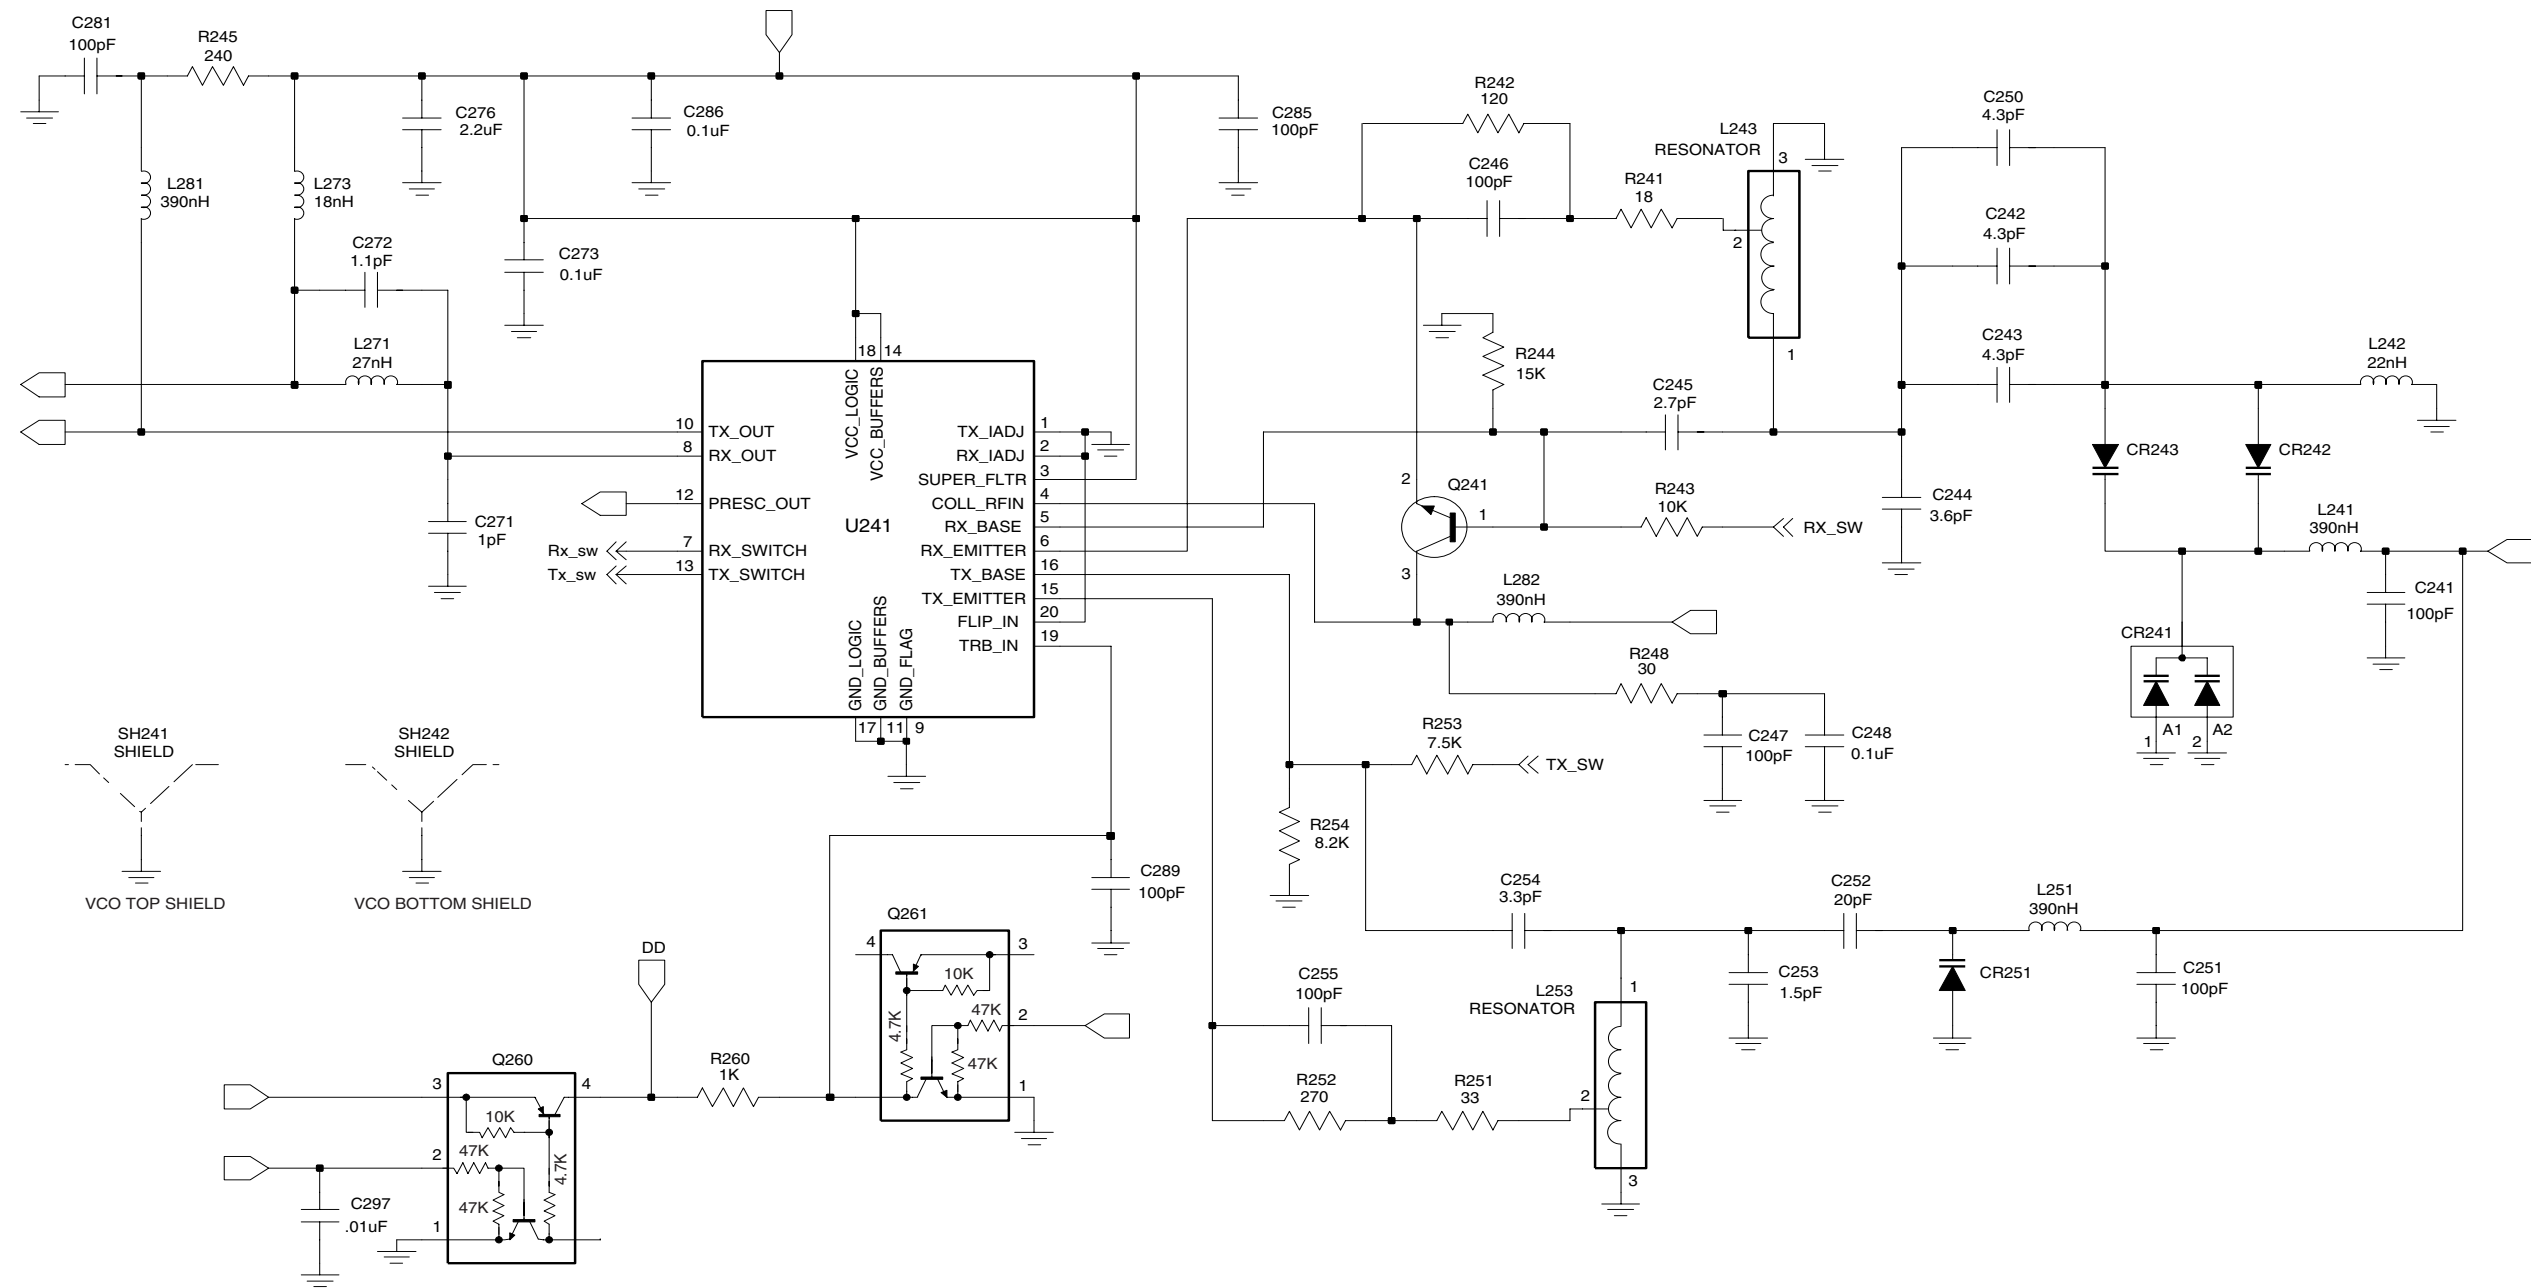 C281
100pF
R245
240
C276
2.2uF
C286
0.1uF
C285
100pF
R242
120
C250
4.3pF
L243
RESONATOR
3
C246
100pF
R241
18
2
1
L281
390nH
L273
18nH
C242
4.3pF
C272
1.1pF
C273
0.1uF
L271
27nH
R244
15K
C243
4.3pF
L242
22nH
C245
2.7pF
18
14
VCC_LOGIC
VCC_BUFFERS
10
TX_OUT
8
RX_OUT
12
PRESC_OUT
7
RX_SWITCH
13
TX_SWITCH
Rx_sw
Tx_sw
U241
TX_IADJ
1
RX_IADJ
2
SUPER_FLTR
3
COLL_RFIN
4
RX_BASE
5
RX_EMITTER
6
TX_BASE
16
TX_EMITTER
15
FLIP_IN
20
TRB_IN
19
GND_LOGIC
GND_BUFFERS
GND_FLAG
17
11
9
C271
1pF
2
Q241
1
3
R243
10K
RX_SW
C244
3.6pF
CR243
CR242
L241
390nH
C241
100pF
L282
390nH
CR241
A1
A2
1
2
R248
30
C247
100pF
C248
0.1uF
R253
7.5K
TX_SW
R254
8.2K
SH241
SHIELD
VCO TOP SHIELD
SH242
SHIELD
VCO BOTTOM SHIELD
C289
100pF
C254
3.3pF
C252
20pF
L251
390nH
C253
1.5pF
CR251
C251
100pF
L253
RESONATOR
1
2
3
C255
100pF
R252
270
R251
33
Q261
4
3
10K
47K
2
4.7K
47K
1
DD
R260
1K
Q260
3
4
10K
2
47K
4.7K
47K
1
C297
.01uF